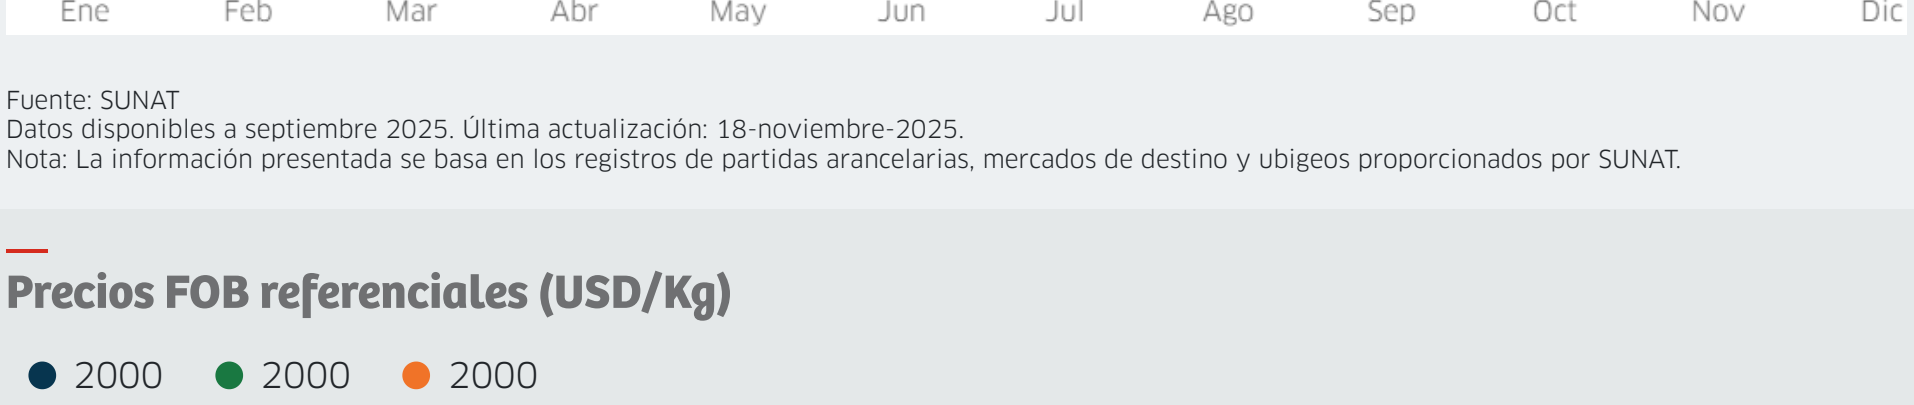 Ene Feb Mar Abr May Jun Jul Ago Sep Oct Nov Dic
Fuente: SUNAT
Datos disponibles a septiembre 2025. Última actualización: 18-noviembre-2025.
Nota: La información presentada se basa en los registros de partidas arancelarias, mercados de destino y ubigeos proporcionados por SUNAT.
Precios FOB referenciales (USD/Kg)
2000 2000 2000